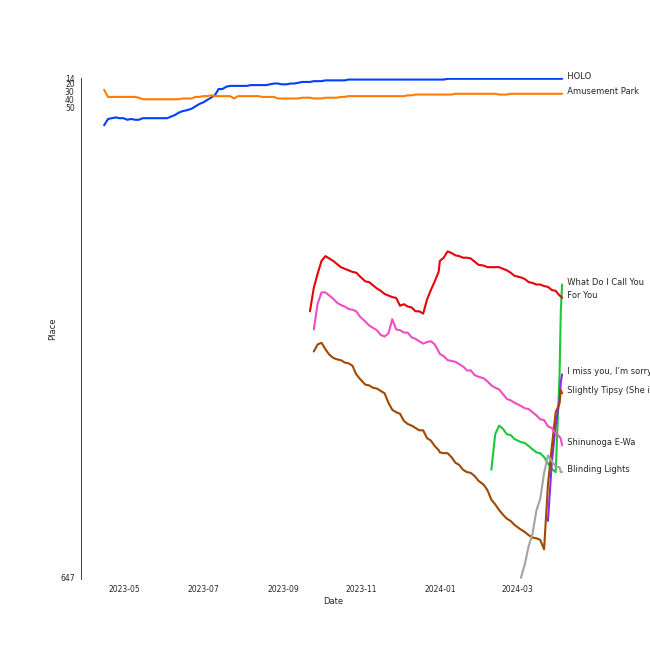 14
20
30
40
50
647
Place
2023-05
2023-07
2023-09
2023-11
2024-01
2024-03
Date
HOLO
Amusement Park
What Do I Call You
For You
I miss you, I'm sorry
Slightly Tipsy (She i
Shinunoga E-Wa
Blinding Lights